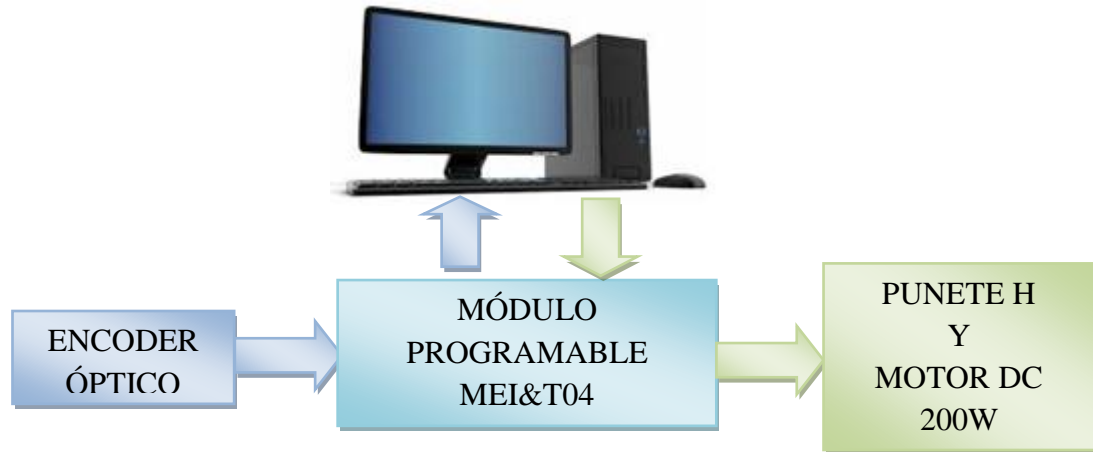 ENCODER
ÓPTICO
MÓDULO
PROGRAMABLE
MEI&T04
PUNETE H
Y
MOTOR DC
200W